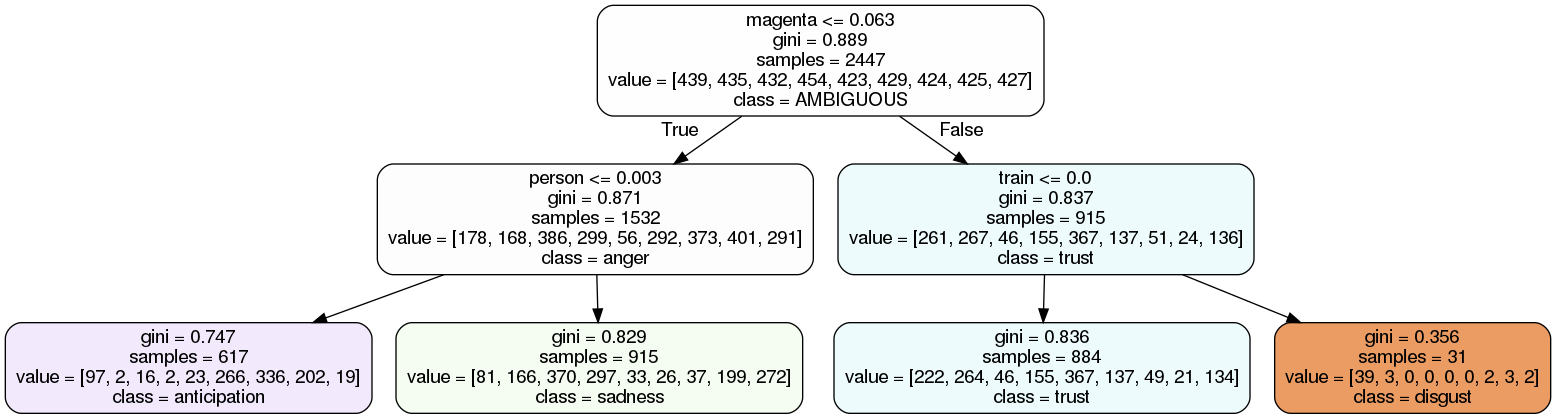 magenta <= 0.063
gini = 0.889
samples = 2447
value = [439, 435, 432, 454, 423, 429, 424, 425, 427]
class = AMBIGUOUS
True
False
person <= 0.003
gini = 0.871
samples = 1532
value = [178, 168, 386, 299, 56, 292, 373, 401, 291]
class = anger
train <= 0.0
gini = 0.837
samples = 915
value = [261, 267, 46, 155, 367, 137, 51, 24, 136]
class = trust
gini = 0.747
samples = 617
value = [97, 2, 16, 2, 23, 266, 336, 202, 19]
class = anticipation
gini = 0.829
samples = 915
value = [81, 166, 370, 297, 33, 26, 37, 199, 272]
class = sadness
gini = 0.836
samples = 884
value = [222, 264, 46, 155, 367, 137, 49, 21, 134]
class = trust
gini = 0.356
samples = 31
value = [39, 3, 0, 0, 0, 0, 2, 3, 2]
class = disgust